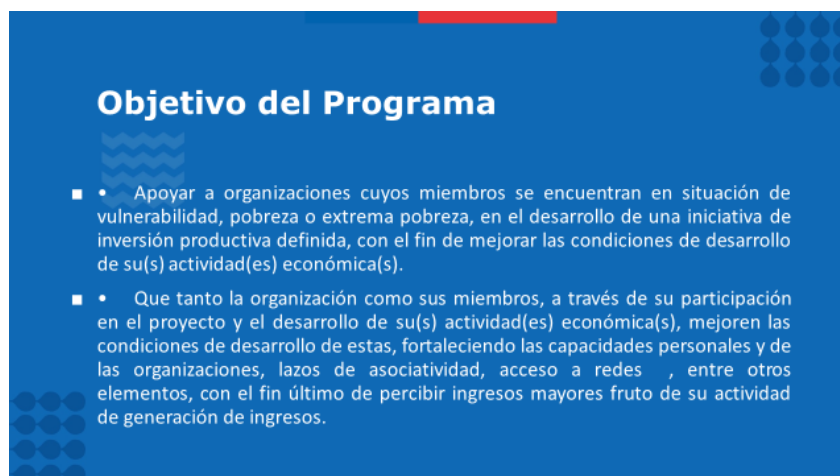 Objetivo del Programa
■ • Apoyar a organizaciones cuyos miembros se encuentran en situación de
vulnerabilidad, pobreza o extrema pobreza, en el desarrollo de una iniciativa de
inversión productiva definida, con el fin de mejorar las condiciones de desarrollo
de su(s) actividad(es) económica(s).
■ • Que tanto la organización como sus miembros, a través de su participación
en el proyecto y el desarrollo de su(s) actividad(es) económica(s), mejoren las
condiciones de desarrollo de estas, fortaleciendo las capacidades personales y de
las organizaciones, lazos de asociatividad, acceso a redes , entre otros
elementos, con el fin último de percibir ingresos mayores fruto de su actividad
de generación de ingresos.